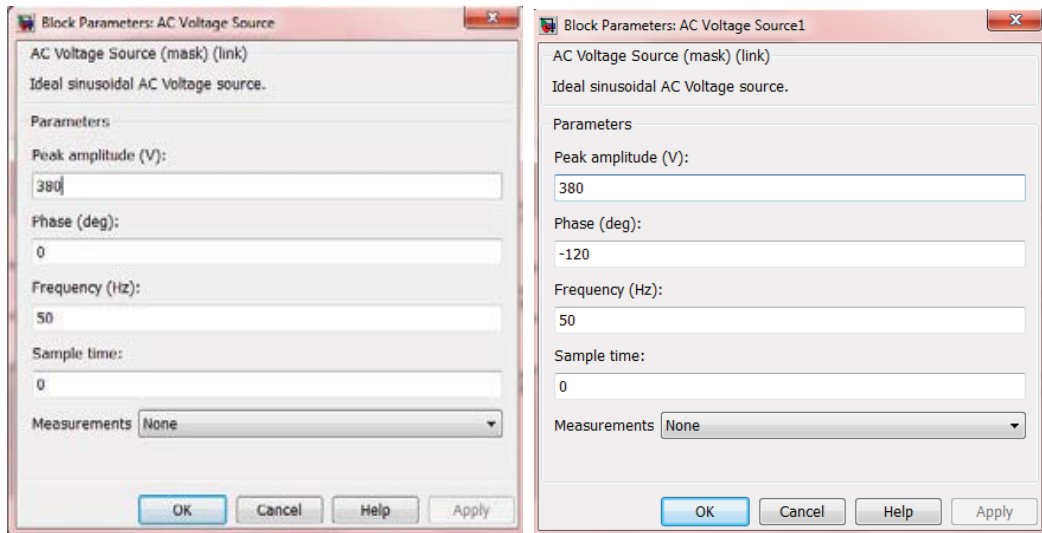 Block Parameters: AC Voltage Source
AC Voltage Source (mask) (link)
Ideal sinusoidal AC Voltage source.
Parameters
Peak amplitude (V):
380
Phase (deg):
0
Frequency (Hz):
50
Sample time:
0
Measurements None
OK Cancel Help Apply
Block Parameters: AC Voltage Source1
AC Voltage Source (mask) (link)
Ideal sinusoidal AC Voltage source.
Parameters
Peak amplitude (V):
380
Phase (deg):
-120
Frequency (Hz):
50
Sample time:
0
Measurements None
OK Cancel Help Apply